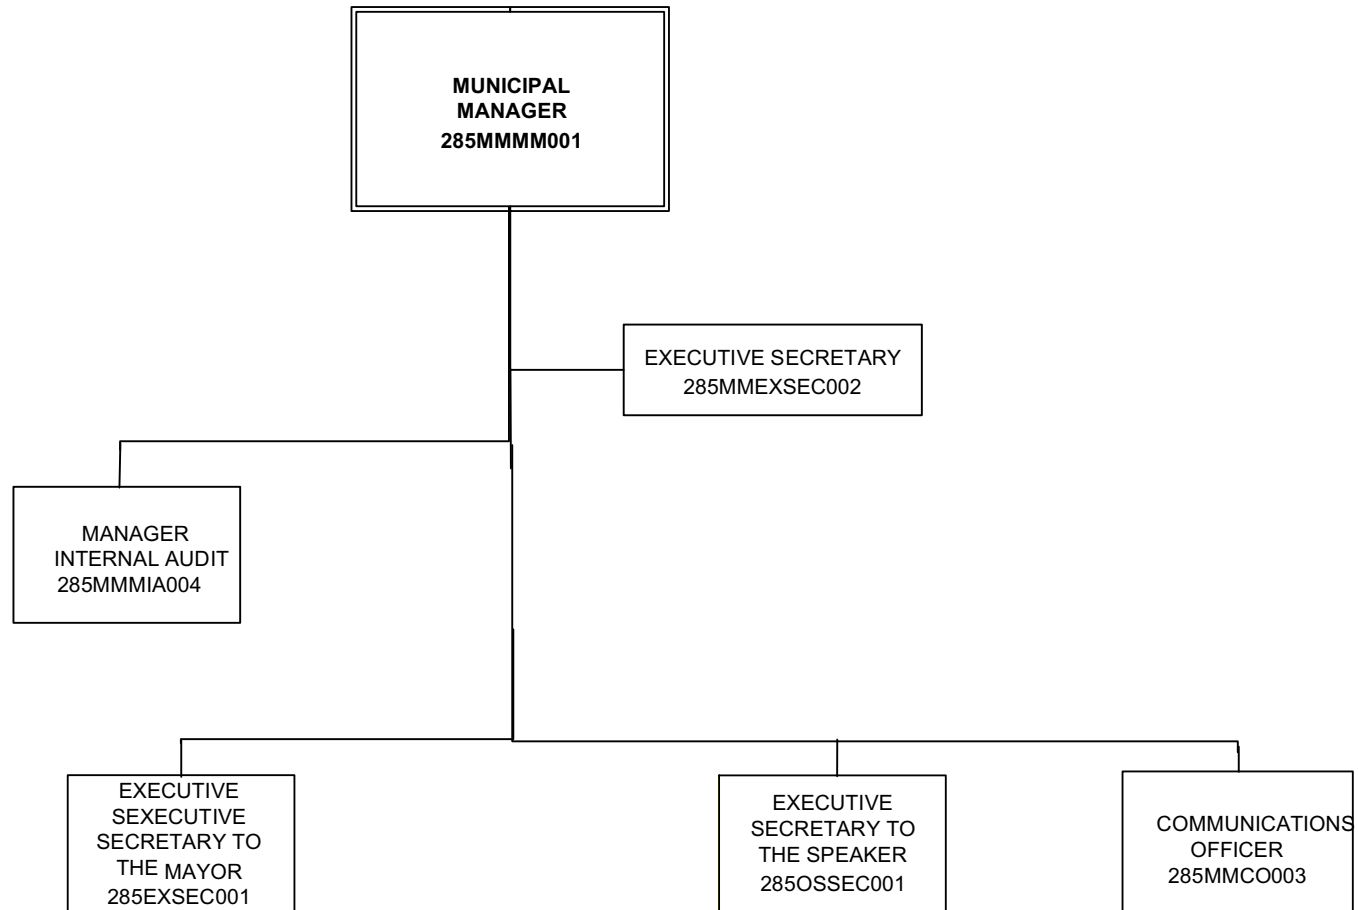 MUNICIPAL
MANAGER
285MMMM001
EXECUTIVE SECRETARY
285MMEXSEC002
MANAGER
INTERNAL AUDIT
285MMMIA004
EXECUTIVE
SEXECUTIVE
SECRETARY TO
THE MAYOR
285EXSEC001
EXECUTIVE
SECRETARY TO
THE SPEAKER
285OSSEC001
COMMUNICATIONS
OFFICER
285MMCO003